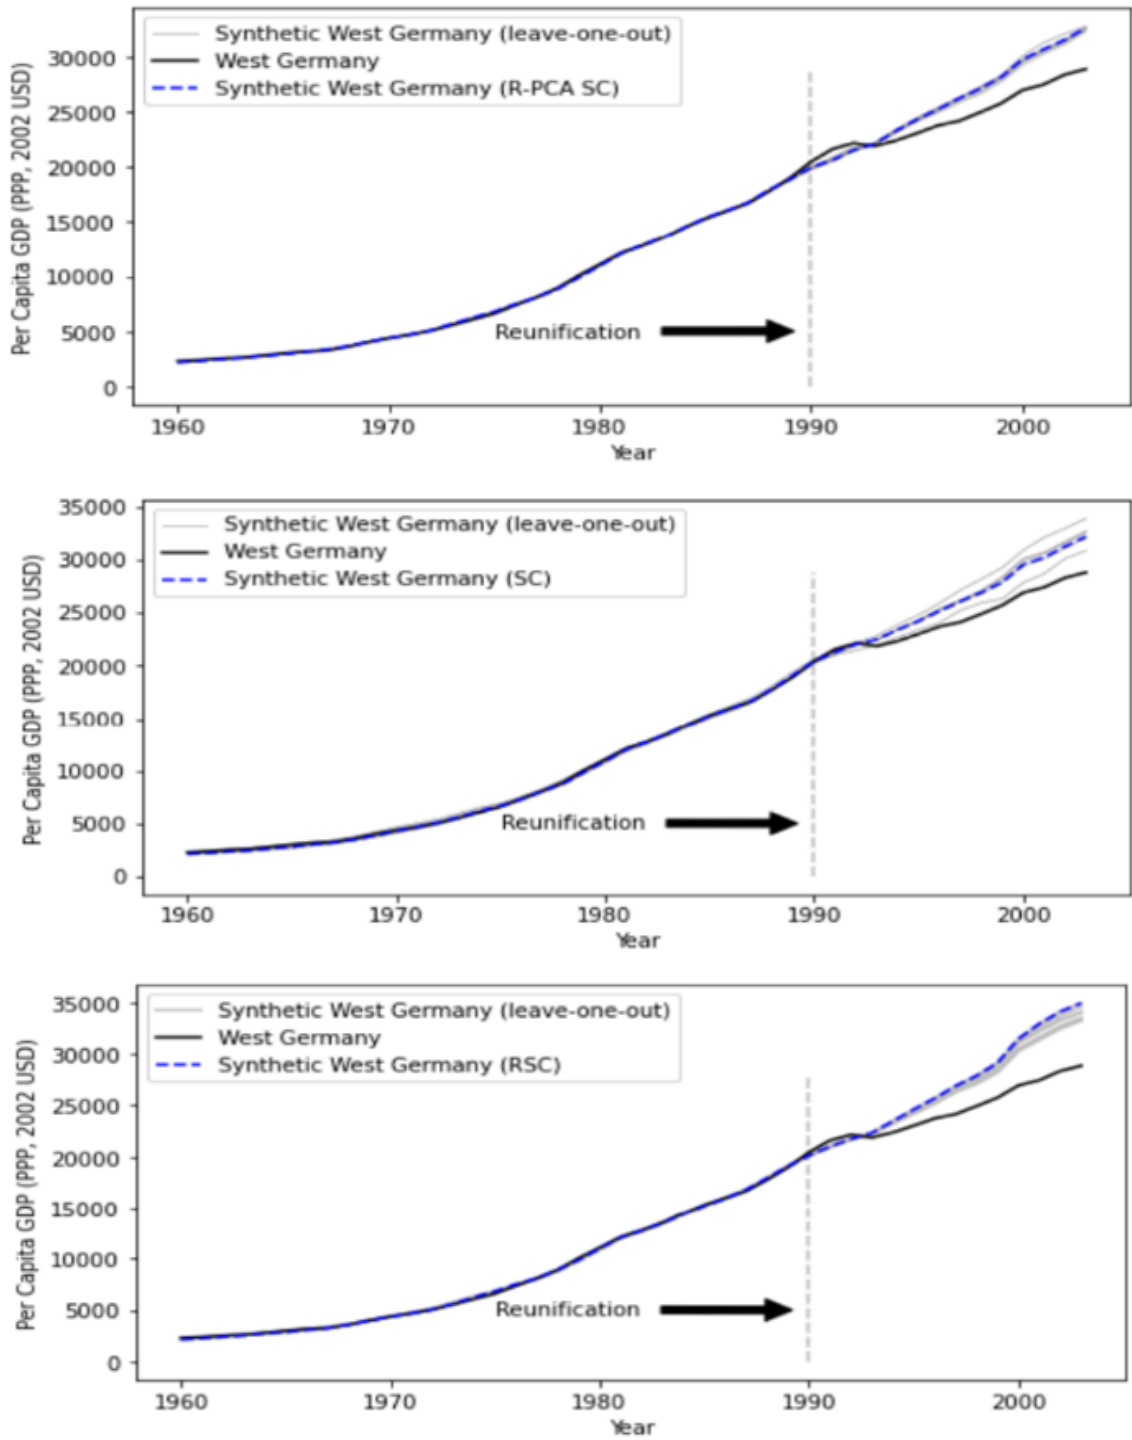 Synthetic West Germany (leave-one-out)
West Germany
Synthetic West Germany (R-PCA SC)
Per Capita GDP (PPP, 2002 USD)
30000
25000
20000
15000
10000
5000
0
Reunification
1960 1970 1980 1990 2000
Year
Synthetic West Germany (leave-one-out)
West Germany
Synthetic West Germany (SC)
Per Capita GDP (PPP, 2002 USD)
35000
30000
25000
20000
15000
10000
5000
0
Reunification
1960 1970 1980 1990 2000
Year
Synthetic West Germany (leave-one-out)
West Germany
Synthetic West Germany (RSC)
Per Capita GDP (PPP, 2002 USD)
35000
30000
25000
20000
15000
10000
5000
0
Reunification
1960 1970 1980 1990 2000
Year